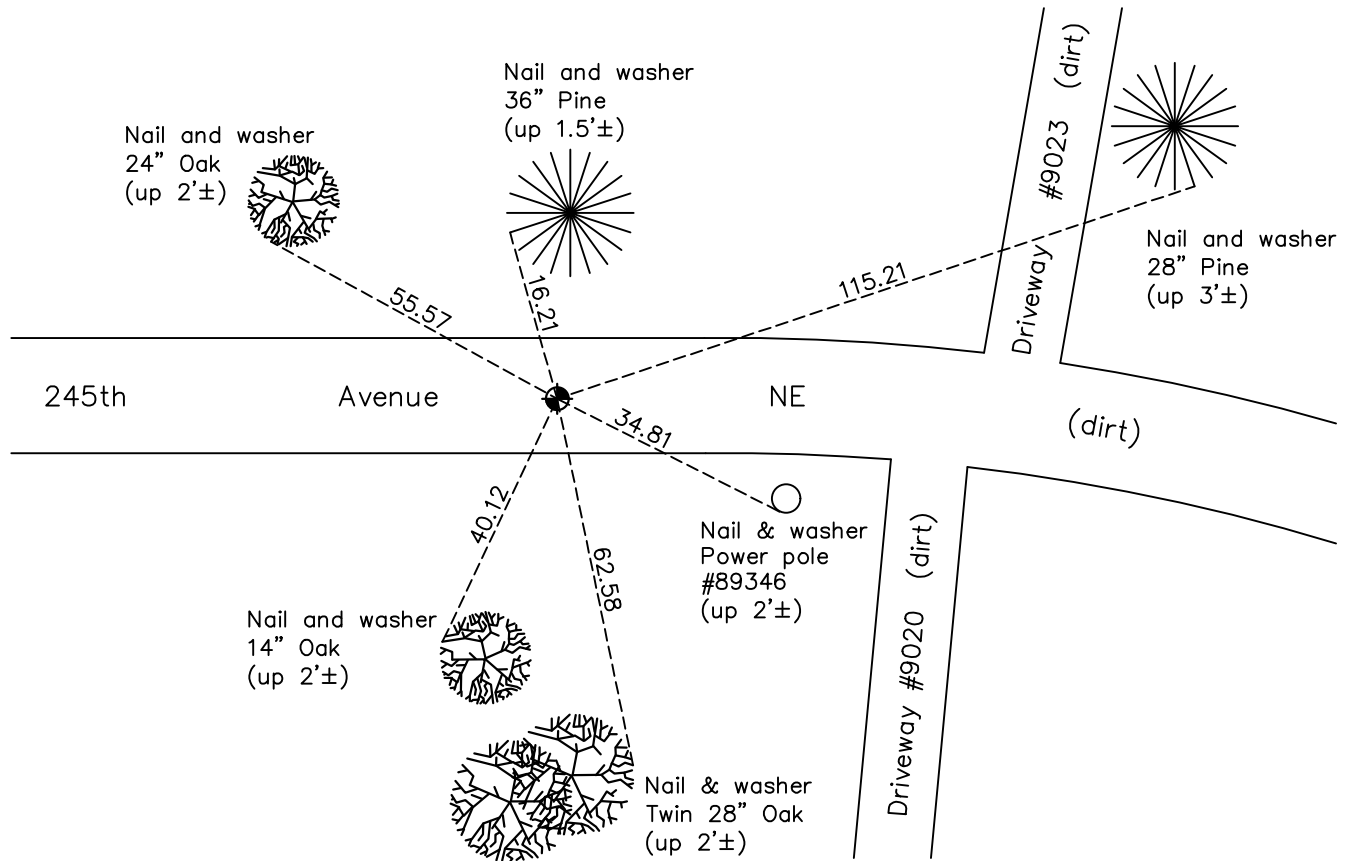 Nail and washer
36” Pine
(up 1.5’±)
Nail and washer
24” Oak
(up 2’±)
Driveway #9023 (dirt)
Nail and washer
28” Pine
(up 3’±)
55.57
16.21
115.21
245th Avenue NE (dirt)
34.81
40.12
62.58
Nail & washer
Power pole
#89346
(up 2’±)
Driveway #9020 (dirt)
Nail and washer
14” Oak
(up 2’±)
Nail & washer
Twin 28” Oak
(up 2’±)